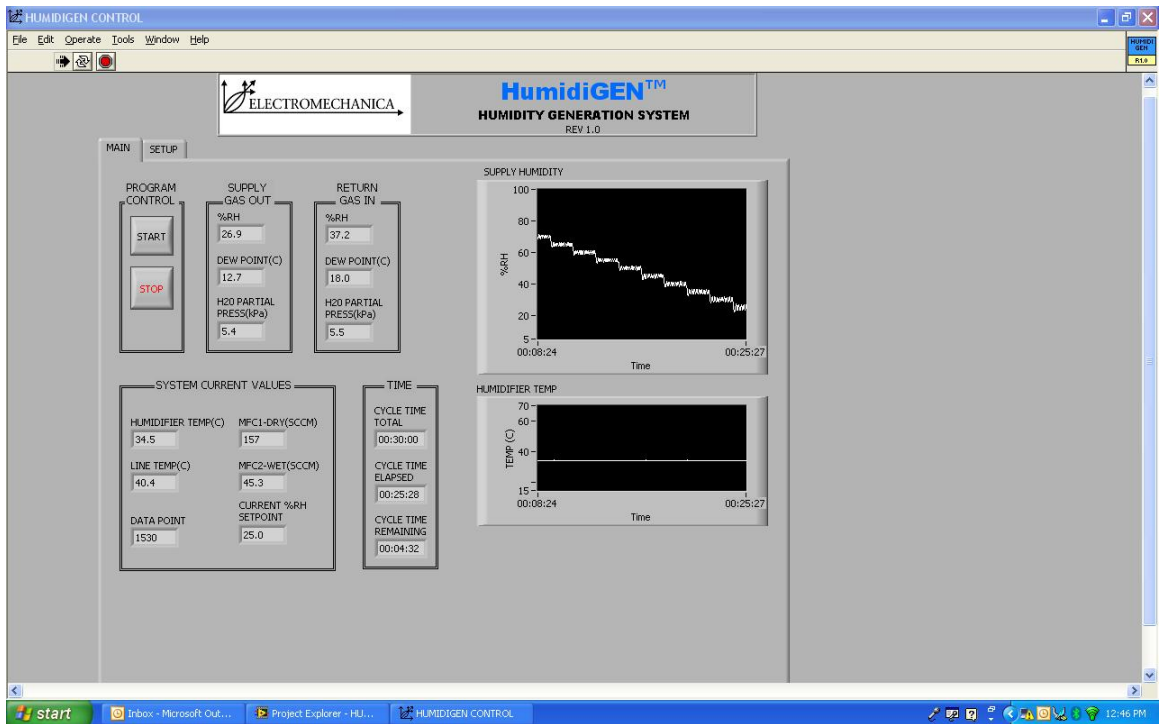 HUMIDIGEN CONTROL
File Edit Operate Tools Window Help
HUMIDI
GEN
R1.0
ELECTROMECHANICA
HumidiGEN™
HUMIDITY GENERATION SYSTEM
REV 1.0
MAIN SETUP
PROGRAM
CONTROL
START
STOP
SUPPLY
GAS OUT
%RH
26.9
DEW POINT(C)
12.7
H20 PARTIAL
PRESS(kPa)
5.4
RETURN
GAS IN
%RH
37.2
DEW POINT(C)
18.0
H20 PARTIAL
PRESS(kPa)
5.5
SUPPLY HUMIDITY
%RH
100
80
60
40
20
5
00:08:24 00:25:27
Time
SYSTEM CURRENT VALUES
HUMIDIFIER TEMP(C)
34.5
LINE TEMP(C)
40.4
DATA POINT
1530
MFC1-DRY(SCCM)
157
MFC2-WET(SCCM)
45.3
CURRENT %RH
SETPOINT
25.0
TIME
CYCLE TIME
TOTAL
00:30:00
CYCLE TIME
ELAPSED
00:25:28
CYCLE TIME
REMAINING
00:04:32
HUMIDIFIER TEMP
TEMP (C)
70
60
40
15
00:08:24 00:25:27
Time
start
Inbox - Microsoft Out...
Project Explorer - HU...
HUMIDIGEN CONTROL
12:46 PM